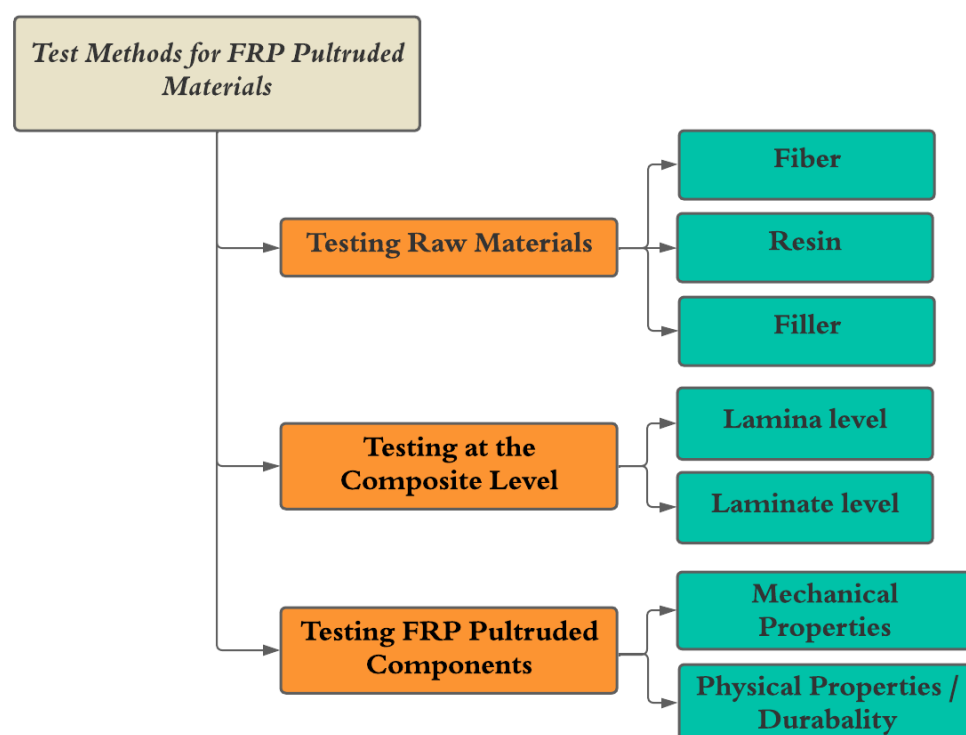 Test Methods for FRP Pultruded
Materials
Fiber
Testing Raw Materials
Resin
Filler
Testing at the
Composite Level
Lamina level
Laminate level
Testing FRP Pultruded
Components
Mechanical
Properties
Physical Properties /
Durabality